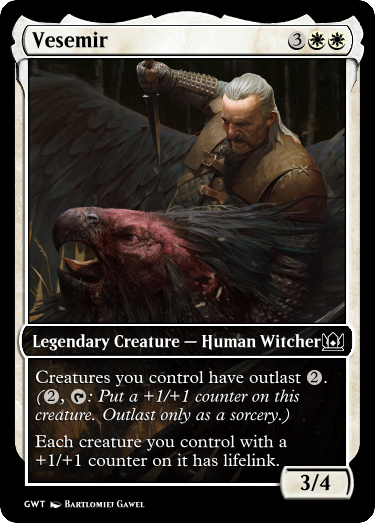 Vesemir 3
Legendary Creature — Human Witcher
Creatures you control have outlast 2.
(2, : Put a +1/+1 counter on this
creature. Outlast only as a sorcery.)
Each creature you control with a
+1/+1 counter on it has lifelink.
3/4
GWT Bartlomiej Gawel